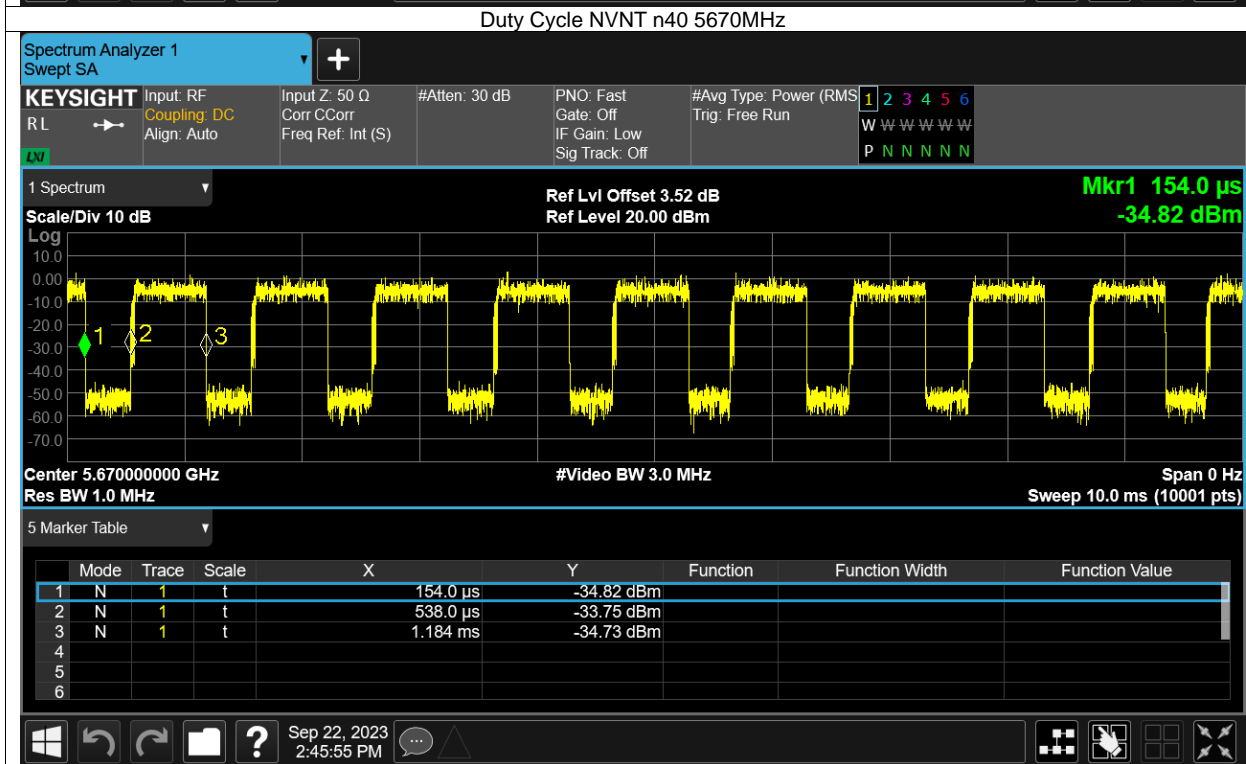 Duty Cycle NVNT n40 5670MHz
Spectrum Analyzer 1
Swept SA
+
KEYSIGHT Input: RF Input Z: 50 Ω #Atten: 30 dB PNO: Fast #Avg Type: Power (RMS 1 2 3 4 5 6
R L Coupling: DC Corr CCorr Gate: Off Trig: Free Run W W W W W W
Align: Auto Freq Ref: Int (S) IF Gain: Low
LXI Sig Track: Off P N N N N N
1 Spectrum Ref Lvl Offset 3.52 dB Mkr1 154.0 µs
Scale/Div 10 dB Ref Level 20.00 dBm -34.82 dBm
Log
10.0
0.00
-10.0
-20.0
1 2 3
-30.0
-40.0
-50.0
-60.0
-70.0
Center 5.670000000 GHz #Video BW 3.0 MHz Span 0 Hz
Res BW 1.0 MHz Sweep 10.0 ms (10001 pts)
5 Marker Table
Mode Trace Scale X Y Function Function Width Function Value
1 N 1 t 154.0 µs -34.82 dBm
2 N 1 t 538.0 µs -33.75 dBm
3 N 1 t 1.184 ms -34.73 dBm
4
5
6
? Sep 22, 2023
2:45:55 PM